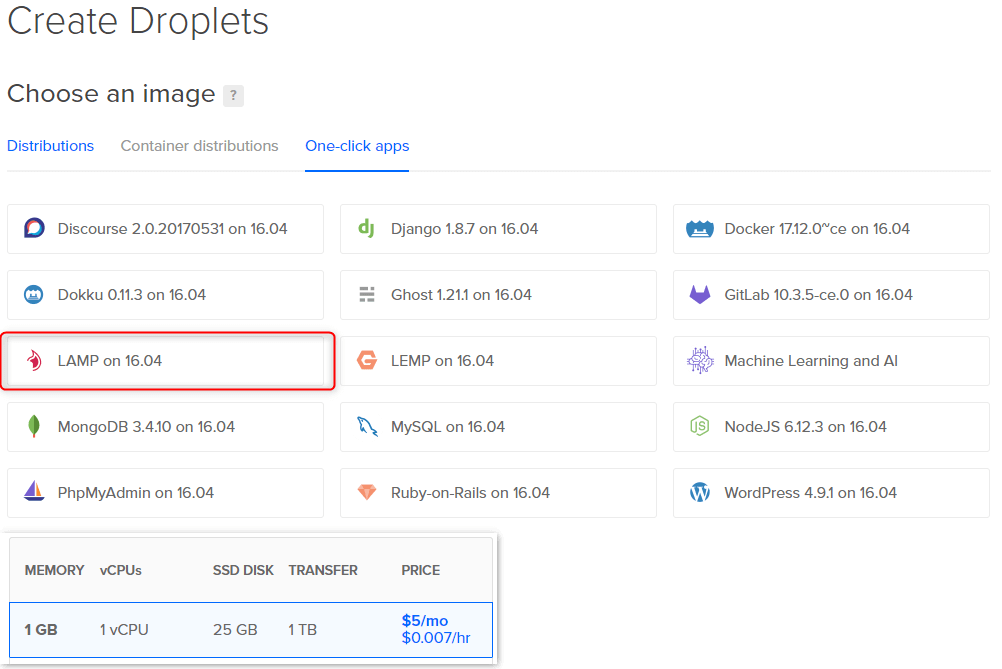 Create Droplets
Choose an image ?
Distributions Container distributions One-click apps
Discourse 2.0.20170531 on 16.04 Django 1.8.7 on 16.04 Docker 17.12.0~ce on 16.04
Dokku 0.11.3 on 16.04 Ghost 1.21.1 on 16.04 GitLab 10.3.5-ce.0 on 16.04
LAMP on 16.04 LEMP on 16.04 Machine Learning and AI
MongoDB 3.4.10 on 16.04 MySQL on 16.04 NodeJS 6.12.3 on 16.04
PhpMyAdmin on 16.04 Ruby-on-Rails on 16.04 WordPress 4.9.1 on 16.04
MEMORY vCPUs SSD DISK TRANSFER PRICE
1 GB 1 vCPU 25 GB 1 TB $5/mo
$0.007/hr